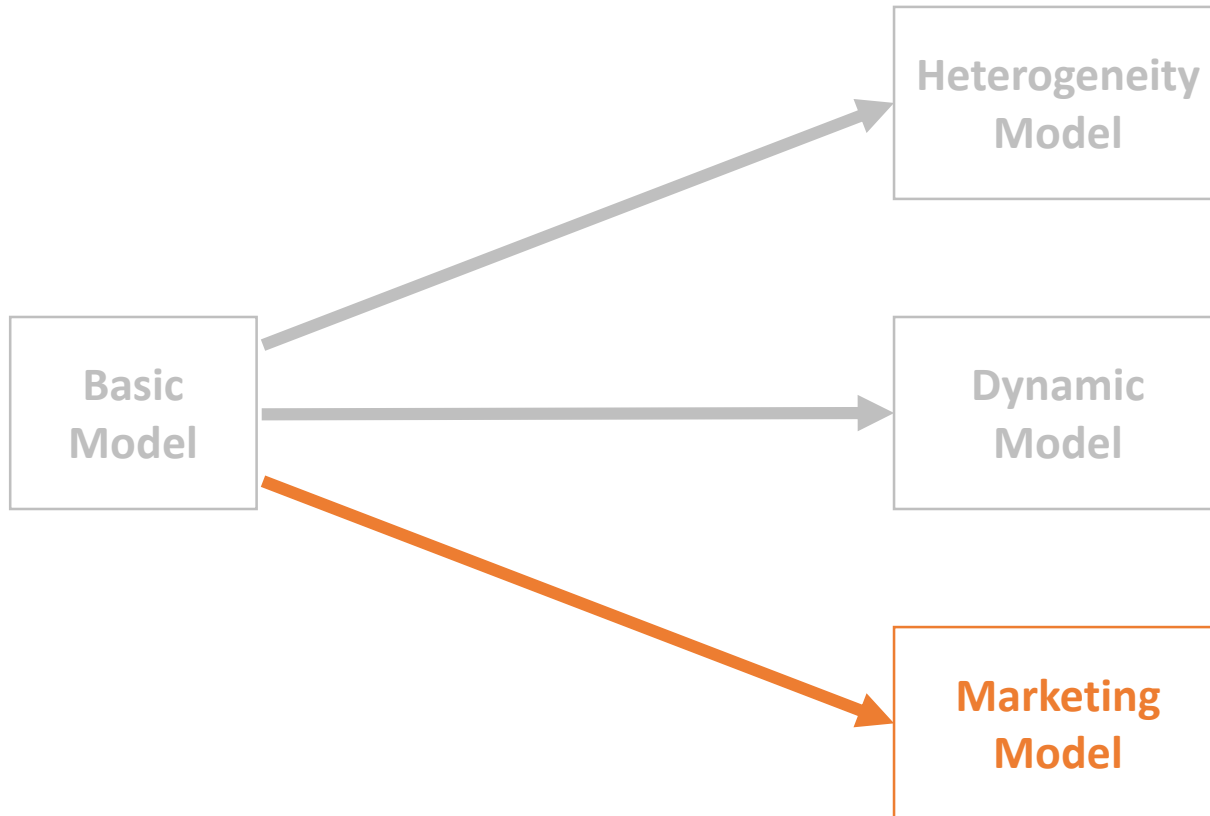 Heterogeneity
Model
Basic
Model
Dynamic
Model
Marketing
Model